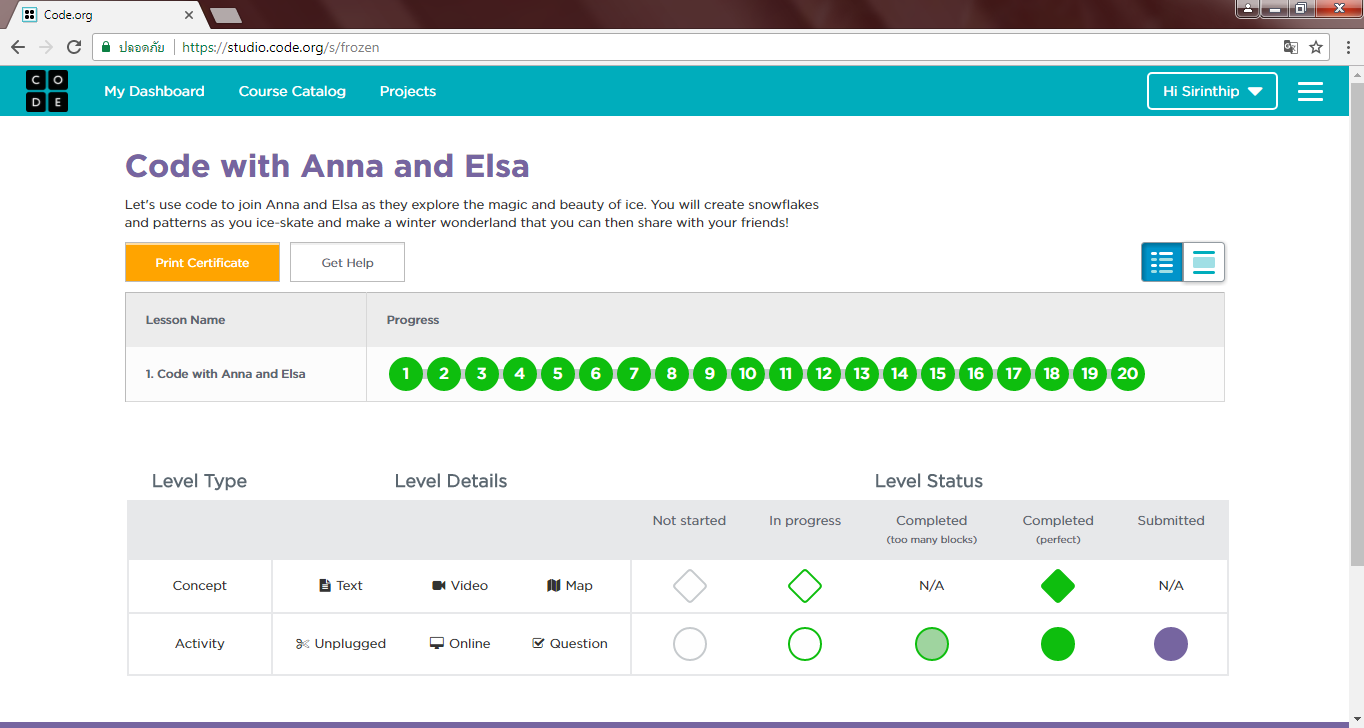 Code.org
ปลอดภัย https://studio.code.org/s/frozen
CODE My Dashboard Course Catalog Projects Hi Sirinthip
Code with Anna and Elsa
Let's use code to join Anna and Elsa as they explore the magic and beauty of ice. You will create snowflakes
and patterns as you ice-skate and make a winter wonderland that you can then share with your friends!
Print Certificate Get Help
Lesson Name Progress
1. Code with Anna and Elsa 1 2 3 4 5 6 7 8 9 10 11 12 13 14 15 16 17 18 19 20
Level Type Level Details Level Status
Not started In progress Completed Completed Submitted
(too many blocks) (perfect)
Concept Text Video Map N/A N/A
Activity Unplugged Online Question